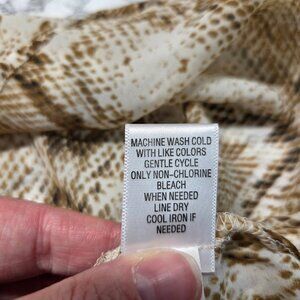 MACHINE WASH COLD
WITH LIKE COLORS
GENTLE CYCLE
ONLY NON-CHLORINE
BLEACH
WHEN NEEDED
LINE DRY
COOL IRON IF
NEEDED